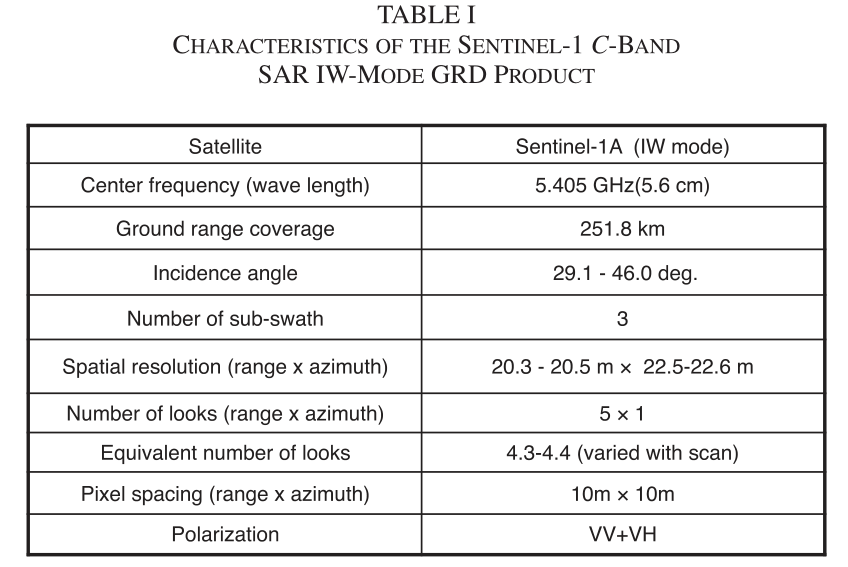 TABLE I
CHARACTERISTICS OF THE SENTINEL-1 C-BAND
SAR IW-MODE GRD PRODUCT
Satellite Sentinel-1A (IW mode)
Center frequency (wave length) 5.405 GHz(5.6 cm)
Ground range coverage 251.8 km
Incidence angle 29.1 - 46.0 deg.
Number of sub-swath 3
Spatial resolution (range x azimuth) 20.3 - 20.5 m × 22.5-22.6 m
Number of looks (range x azimuth) 5 × 1
Equivalent number of looks 4.3-4.4 (varied with scan)
Pixel spacing (range x azimuth) 10m × 10m
Polarization VV+VH